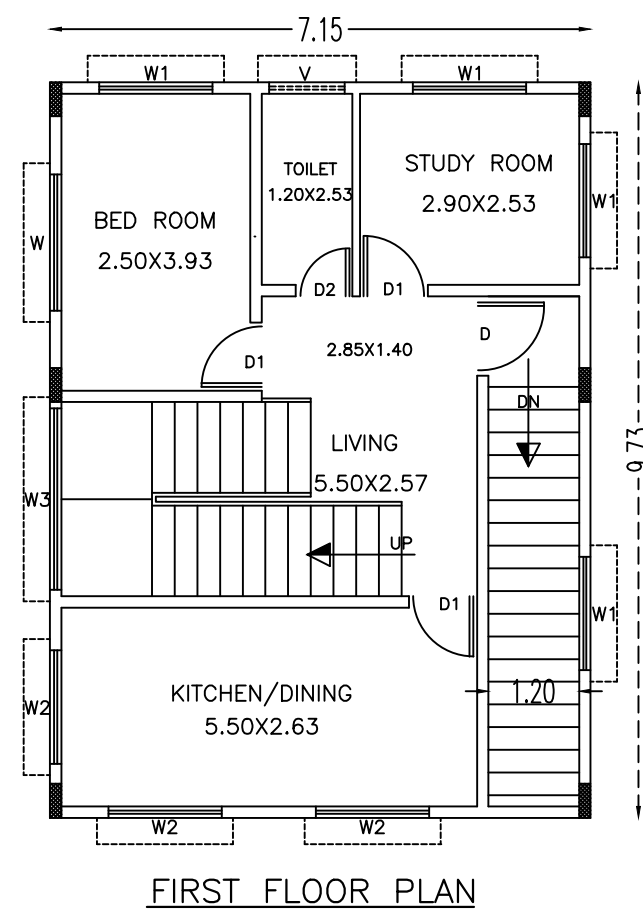 7.15
W1
V
W1
TOILET
1.20X2.53
STUDY ROOM
2.90X2.53
W1
BED ROOM
2.50X3.93
W
D2
D1
D
D1
2.85X1.40
DN
LIVING
5.50X2.57
9.73
W3
UP
D1
W1
KITCHEN/DINING
5.50X2.63
1.20
W2
W2
W2
FIRST FLOOR PLAN